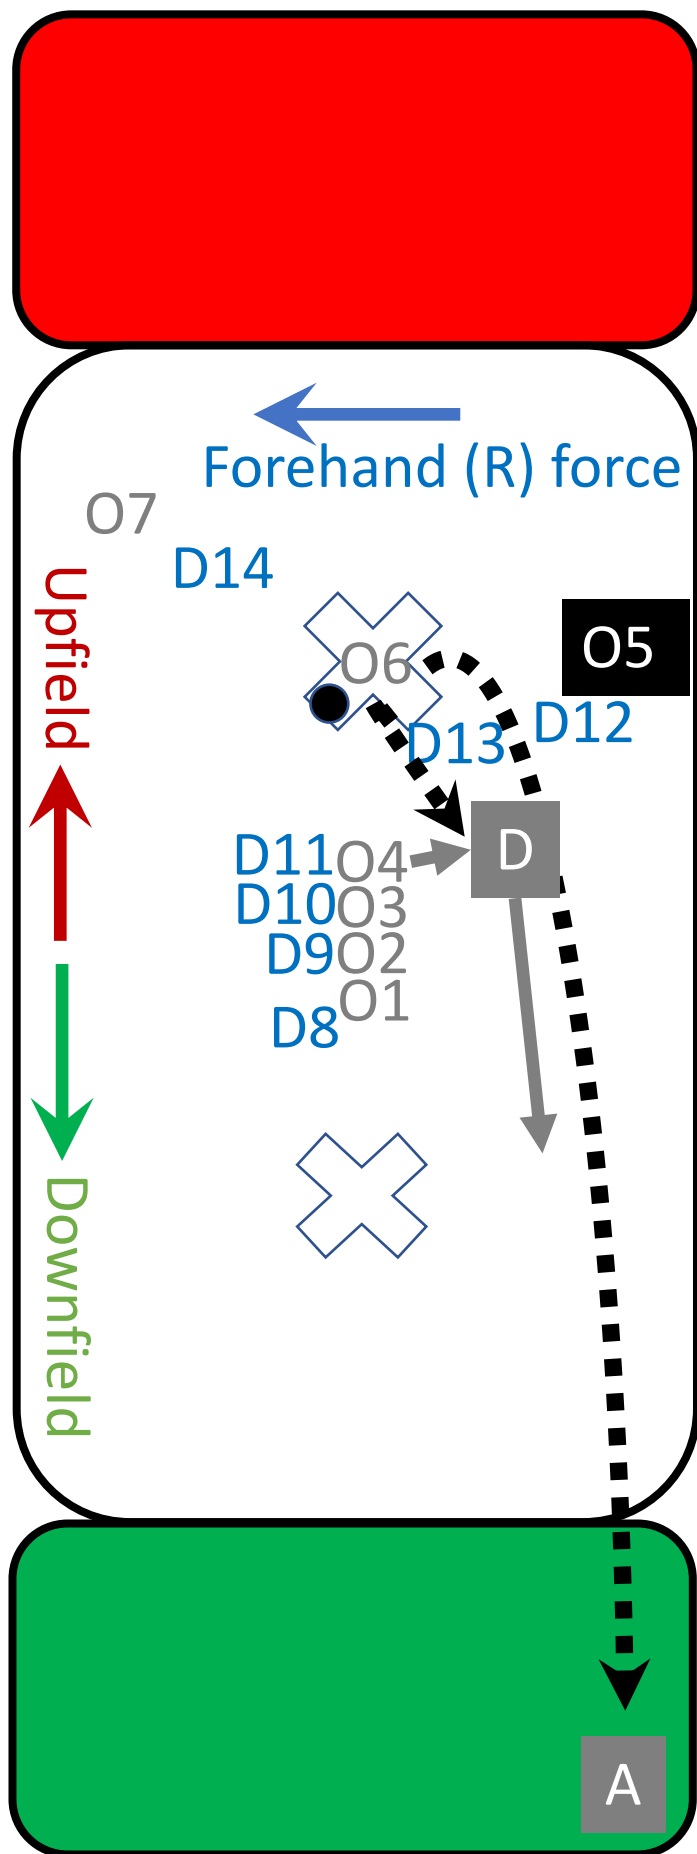 Forehand (R) force
O7
D14
Upfield
O6
O5
D13
D12
D11
O4
D
D10
O3
D9
O2
O1
D8
Downfield
A